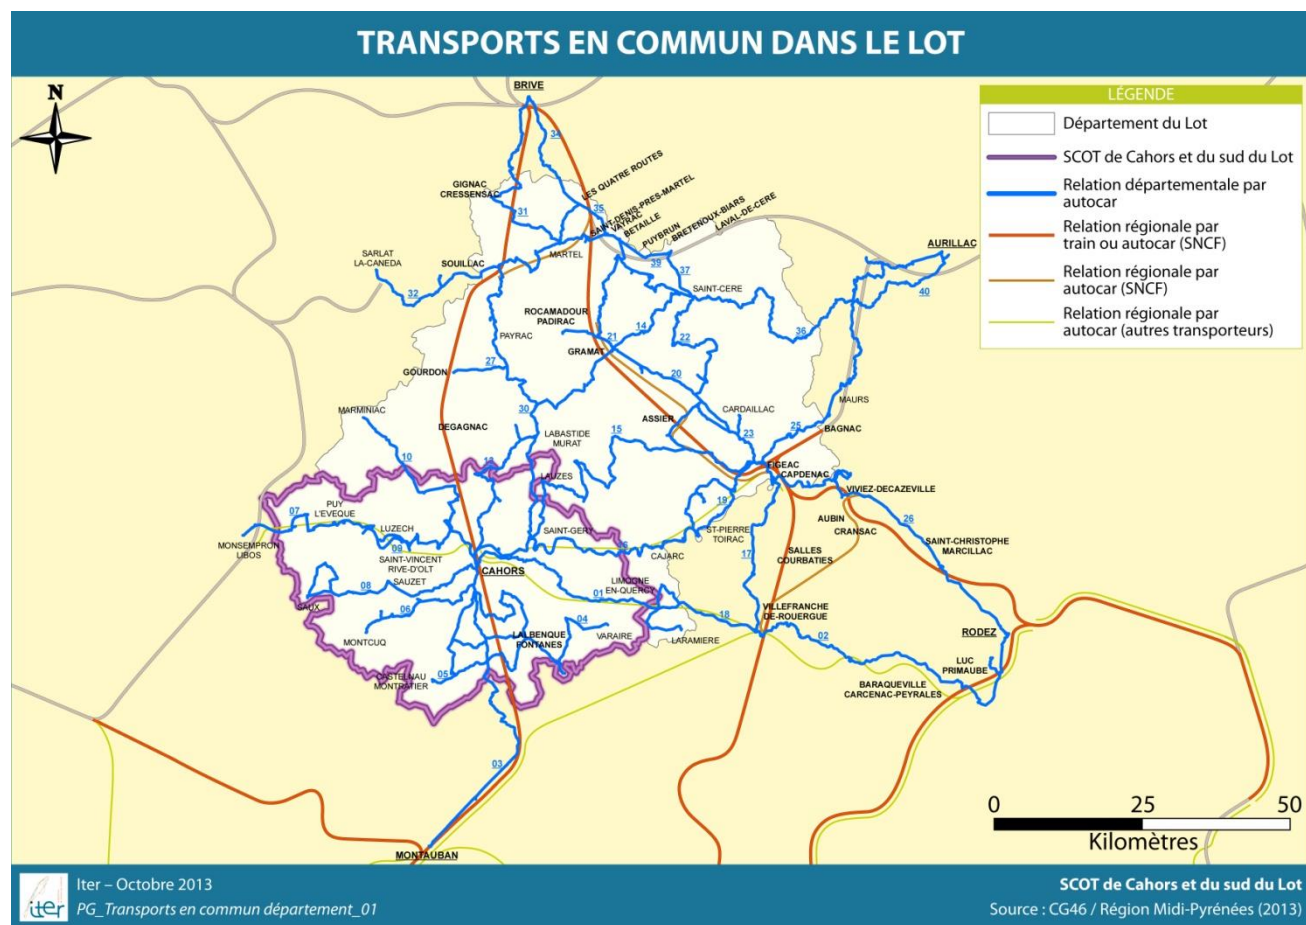 TRANSPORTS EN COMMUN DANS LE LOT
N
BRIVE
34
LÉGENDE
Département du Lot
SCOT de Cahors et du sud du Lot
Relation départementale par
autocar
Relation régionale par
train ou autocar (SNCF)
Relation régionale par
autocar (SNCF)
Relation régionale par
autocar (autres transporteurs)
GIGNAC
CRESSENSAC
LES QUATRE ROUTES
31
35
SAINT-DENIS-PRES-MARTEL
VAYRAC
BETAILLE
PUYBRUN
BRETENOUX-BIARS
LAVAL-DE-CERE
SARLAT
LA-CANEDA
SOUILLAC
MARTEL
AURILLAC
39
37
32
SAINT-CERE
40
ROCAMADOUR
PADIRAC
14
36
PAYRAC
21
22
GRAMAT
27
GOURDON
20
MAURS
MARMINIAC
30
ASSIER
CARDAILLAC
DEGAGNAC
LABASTIDE
MURAT
15
23
25
BAGNAC
10
LAUZES
FIGEAC
CAPDENAC
VIVIEZ-DECAZEVILLE
07
PUY
L'EVEQUE
19
26
LUZECH
SAINT-GERY
ST-PIERRE
TOIRAC
AUBIN
CRANSAC
SAINT-CHRISTOPHE
MARCILLAC
MONSEMPRON
LIBOS
09
SAINT-VINCENT
RIVE-D'OLT
CAJARC
17
SALLES
COURBATIES
CAHORS
08
SAUZET
01
LIMOGNE
EN-QUERCY
SAUX
06
18
VILLEFRANCHE
DE-ROUERGUE
MONTCUQ
LALBENQUE
FONTANES
04
VARAIRE
LARAMIERE
02
RODEZ
CASTELNAU
MONTRATIER
05
LUC
PRIMAUBE
BARAQUEVILLE
CARCENAC-PEYRALES
03
MONTAUBAN
0 25 50
Kilomètres
iter
Iter – Octobre 2013
PG_Transports en commun département_01
SCOT de Cahors et du sud du Lot
Source : CG46 / Région Midi-Pyrénées (2013)